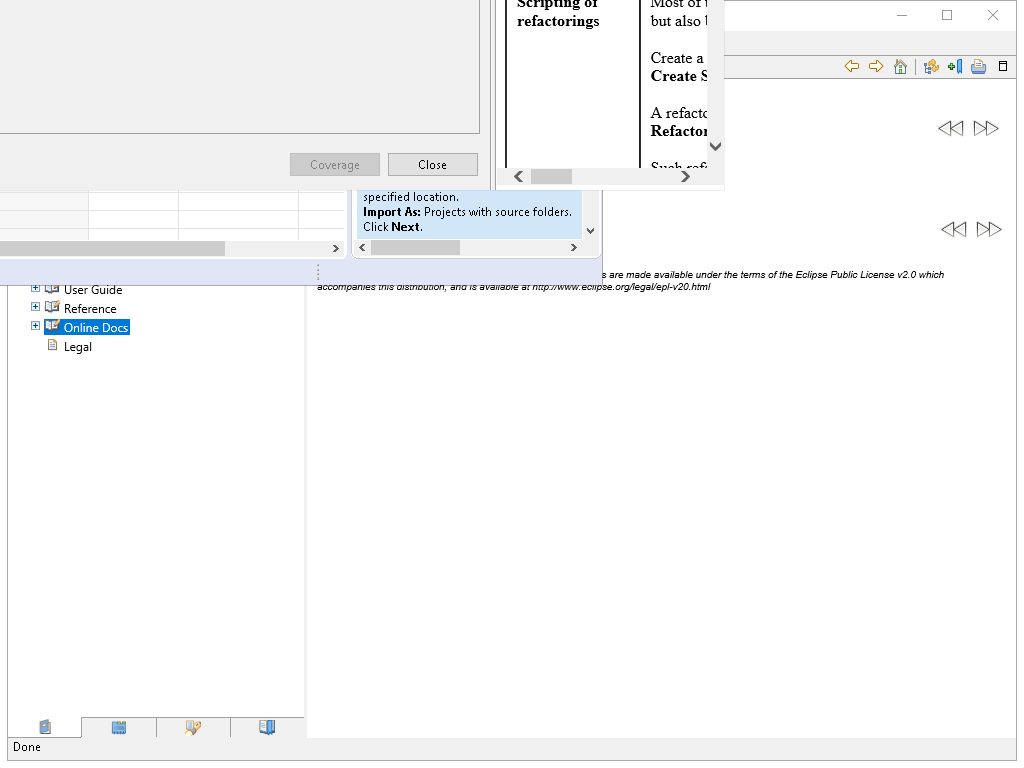 Scripting of
refactorings
Most of
but also
Create a
Create S
A refacto
Refactor
Such refa
Coverage
Close
specified location.
Import As: Projects with source folders.
Click Next.
s are made available under the terms of the Eclipse Public License v2.0 which
accompanies this distribution, and is available at http://www.eclipse.org/legal/epl-v20.html
User Guide
Reference
Online Docs
Legal
Done